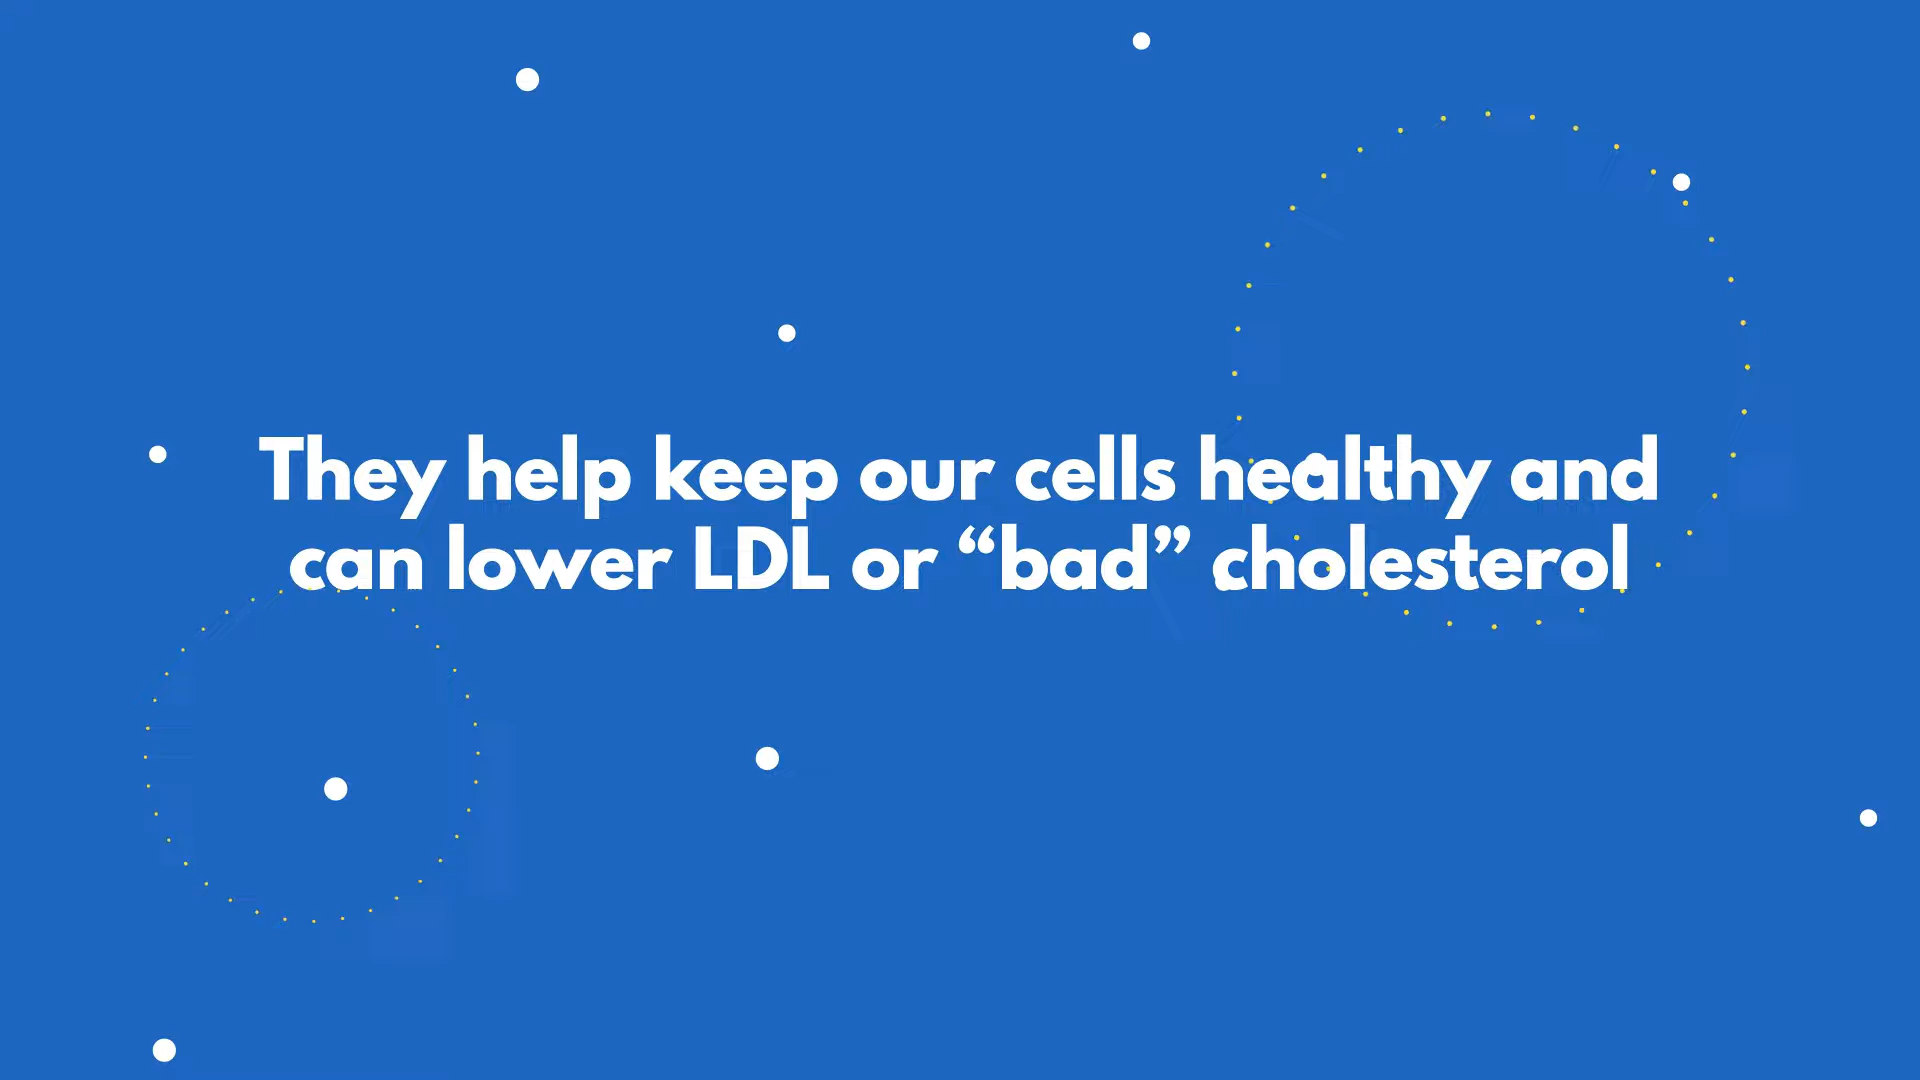 They help keep our cells healthy and
can lower LDL or “bad” cholesterol